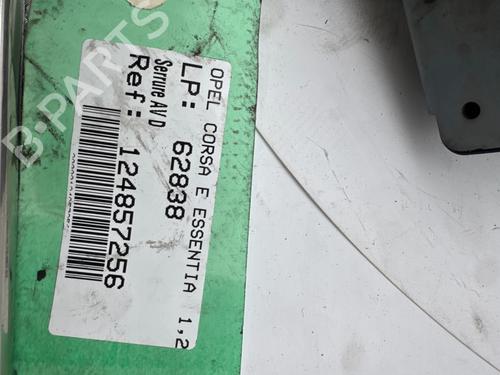 OPEL CORSA E ESSENTIA 1,2
LP: 62838
Serrure AV D
Ref: 124857256
B-PARTS